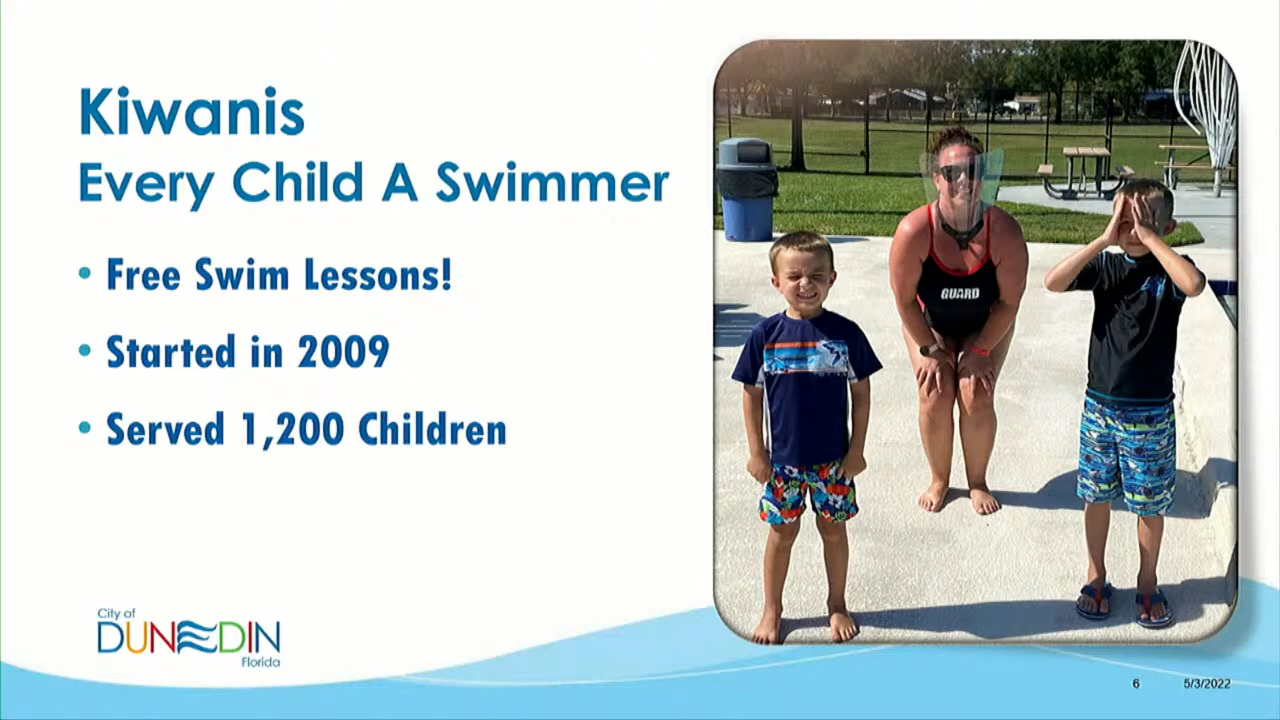 Kiwanis
Every Child A Swimmer
• Free Swim Lessons!
• Started in 2009
• Served 1,200 Children
GUARD
City of
DUNEDIN
Florida
6 5/3/2022